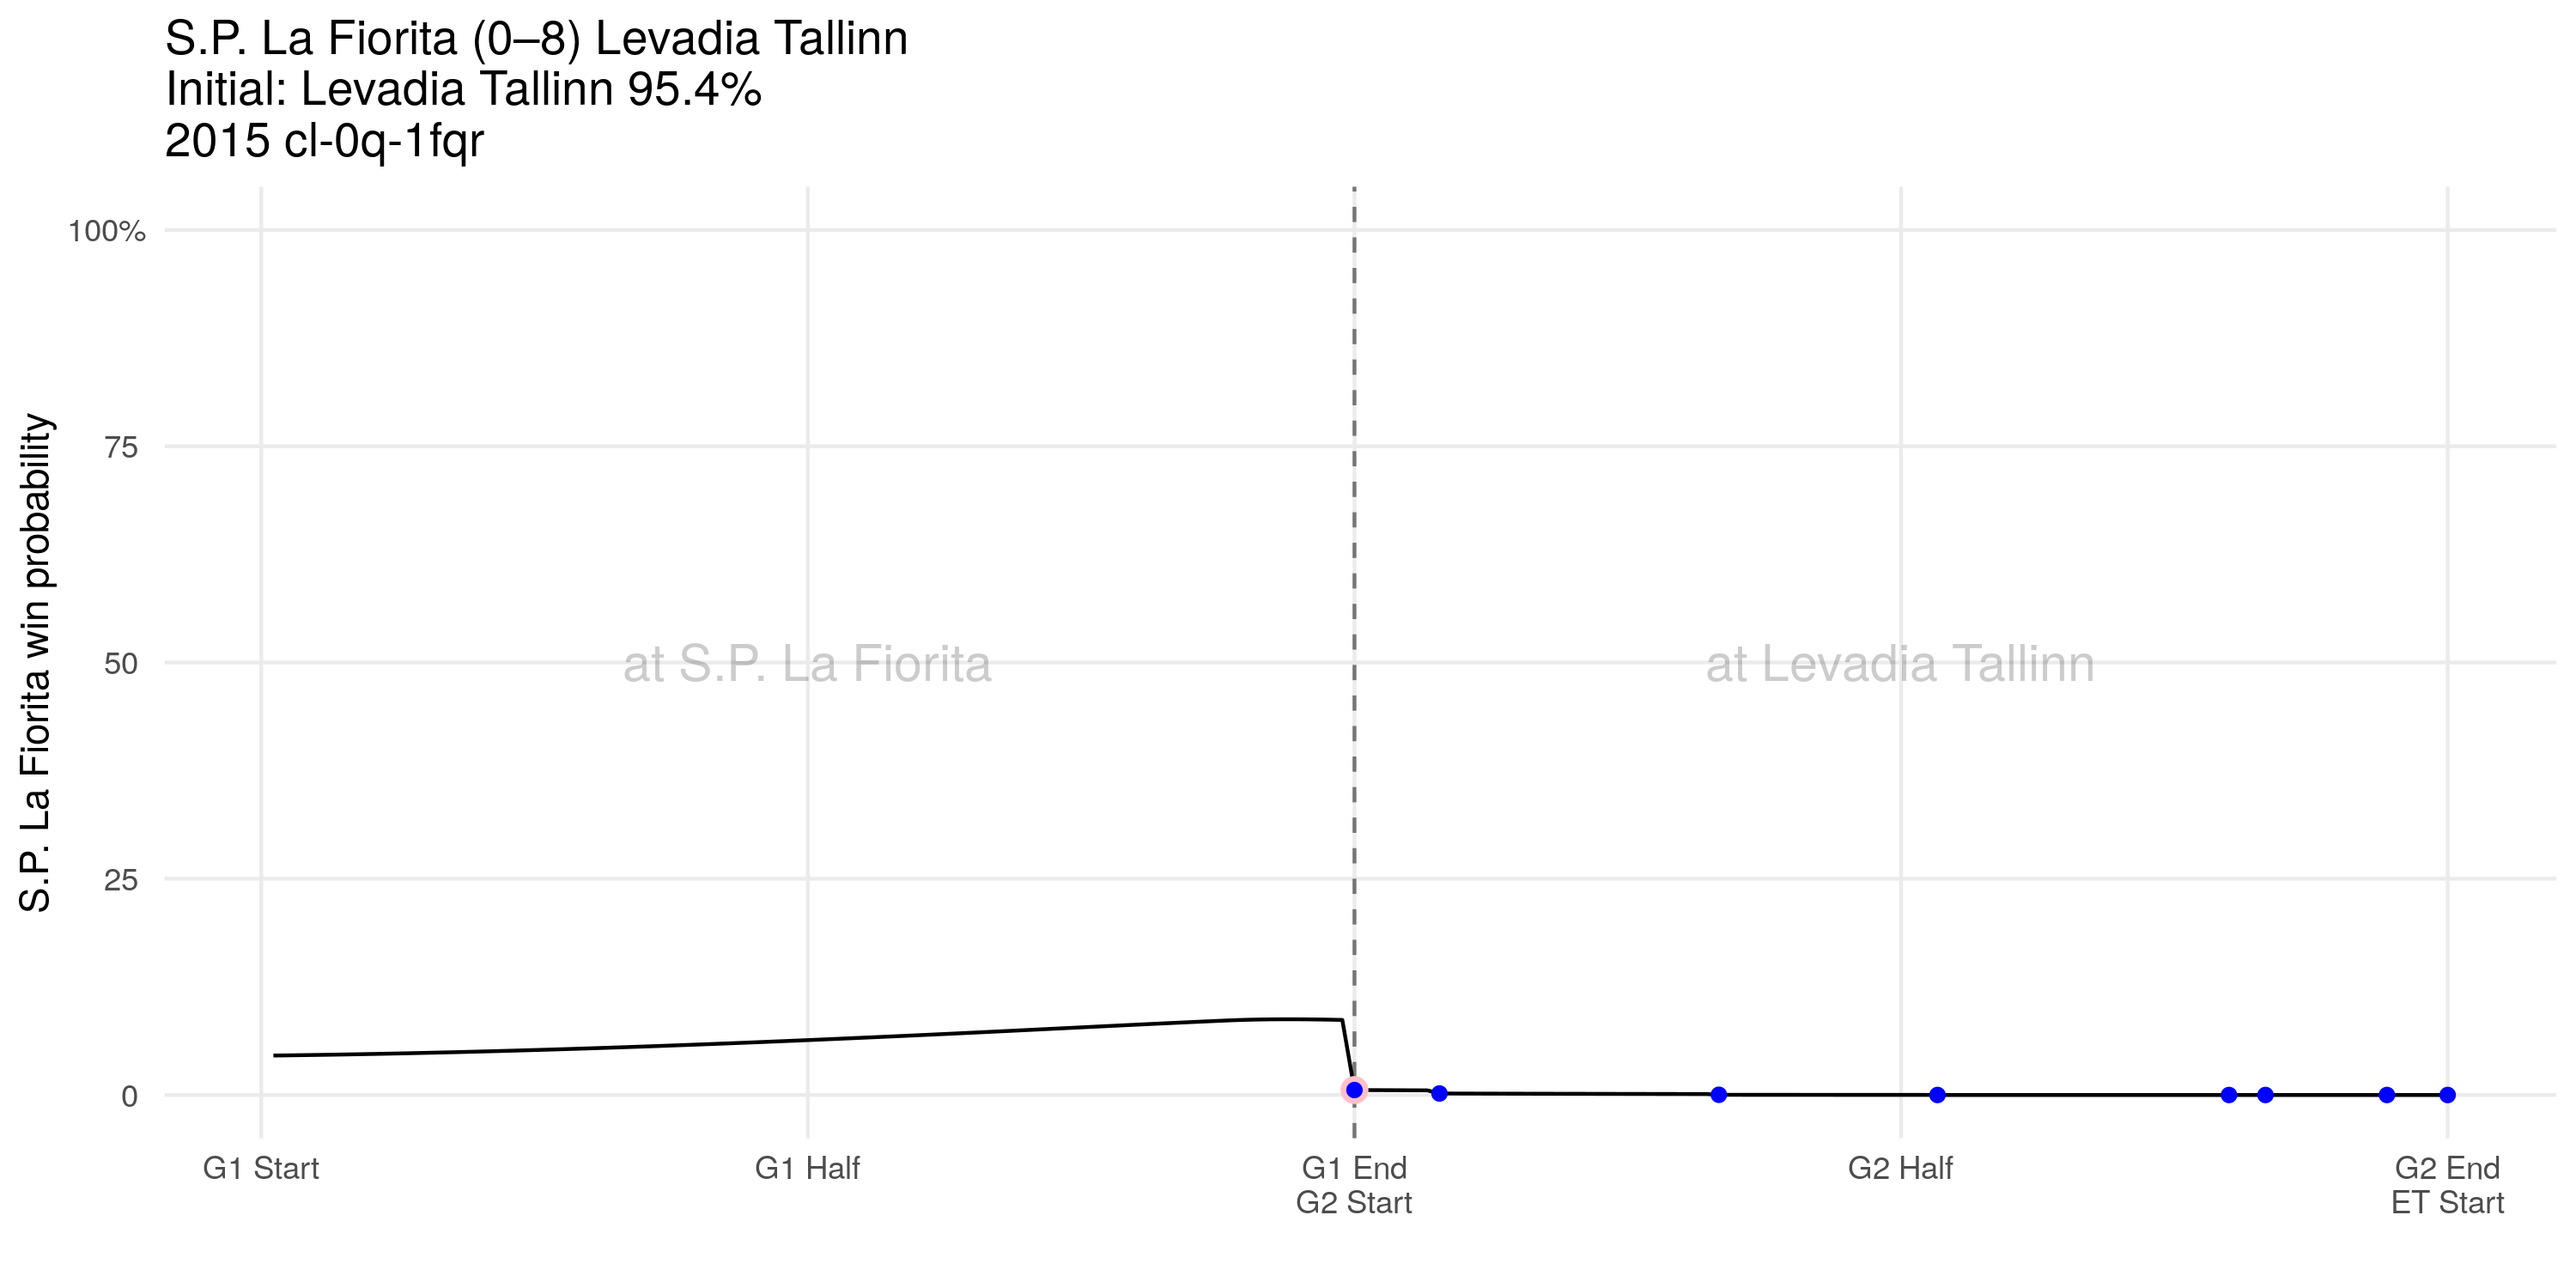 S.P. La Fiorita (0–8) Levadia Tallinn
Initial: Levadia Tallinn 95.4%
2015 cl-0q-1fqr
S.P. La Fiorita win probability
100%
75
50
25
0
at S.P. La Fiorita
at Levadia Tallinn
G1 Start
G1 Half
G1 End
G2 Start
G2 Half
G2 End
ET Start